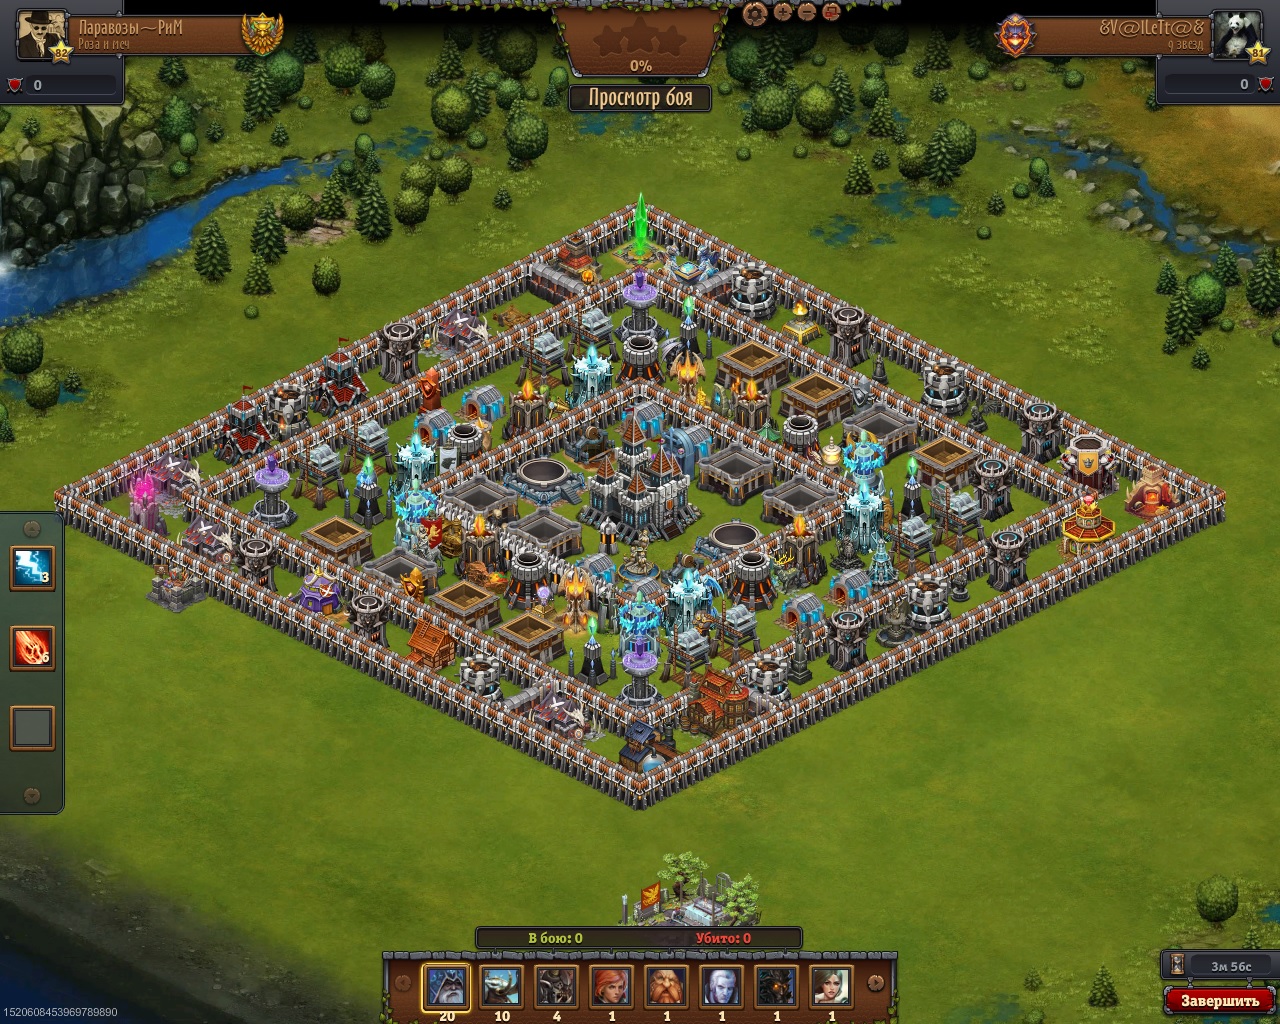 Паравозы~РиМ
Роза и меч
82
0
0%
Просмотр боя
8V@lLeTt@8
9 звезд
81
0
3
6
В бою: 0
Убито: 0
20
10
4
1
1
1
1
1
3м 56с
Завершить
1520608453969789890